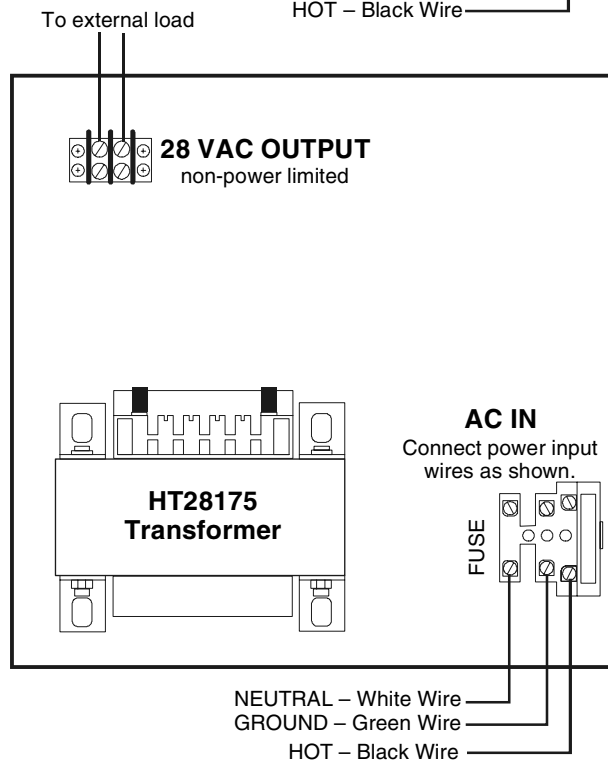 HOT – Black Wire
To external load
28 VAC OUTPUT
non-power limited
AC IN
Connect power input
wires as shown.
HT28175
Transformer
FUSE
NEUTRAL – White Wire
GROUND – Green Wire
HOT – Black Wire